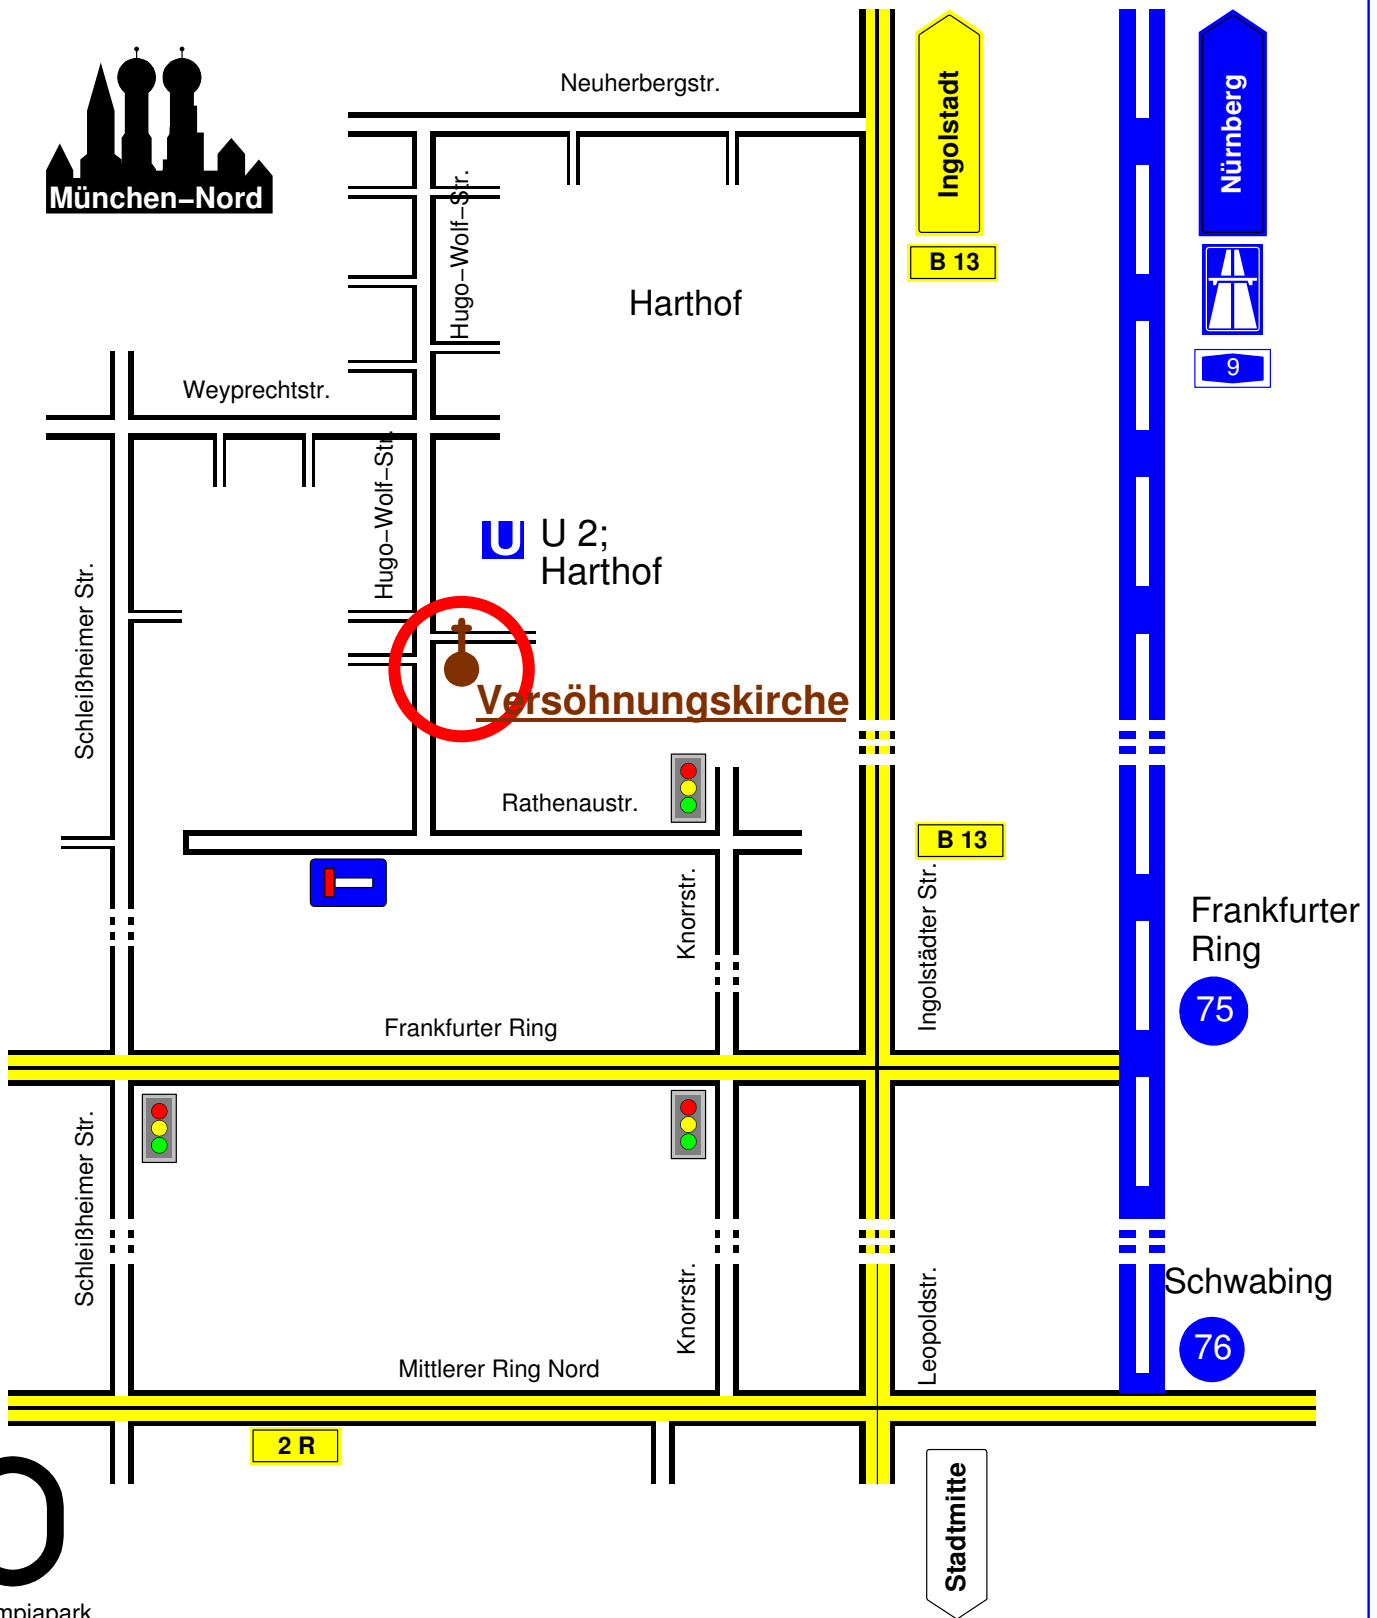 Neuherbergstr.
Ingolstadt
Nürnberg
München–Nord
Hugo–Wolf–Str.
B 13
Harthof
9
Weyprechtstr.
Hugo–Wolf–Str.
U
U 2;
Harthof
Schleißheimer Str.
Versöhnungskirche
Rathenaustr.
B 13
Knorrstr.
Ingolstädter Str.
Frankfurter
Ring
75
Frankfurter Ring
Schleißheimer Str.
Knorrstr.
Leopoldstr.
Schwabing
76
Mittlerer Ring Nord
2 R
Stadtmitte
mpiapark